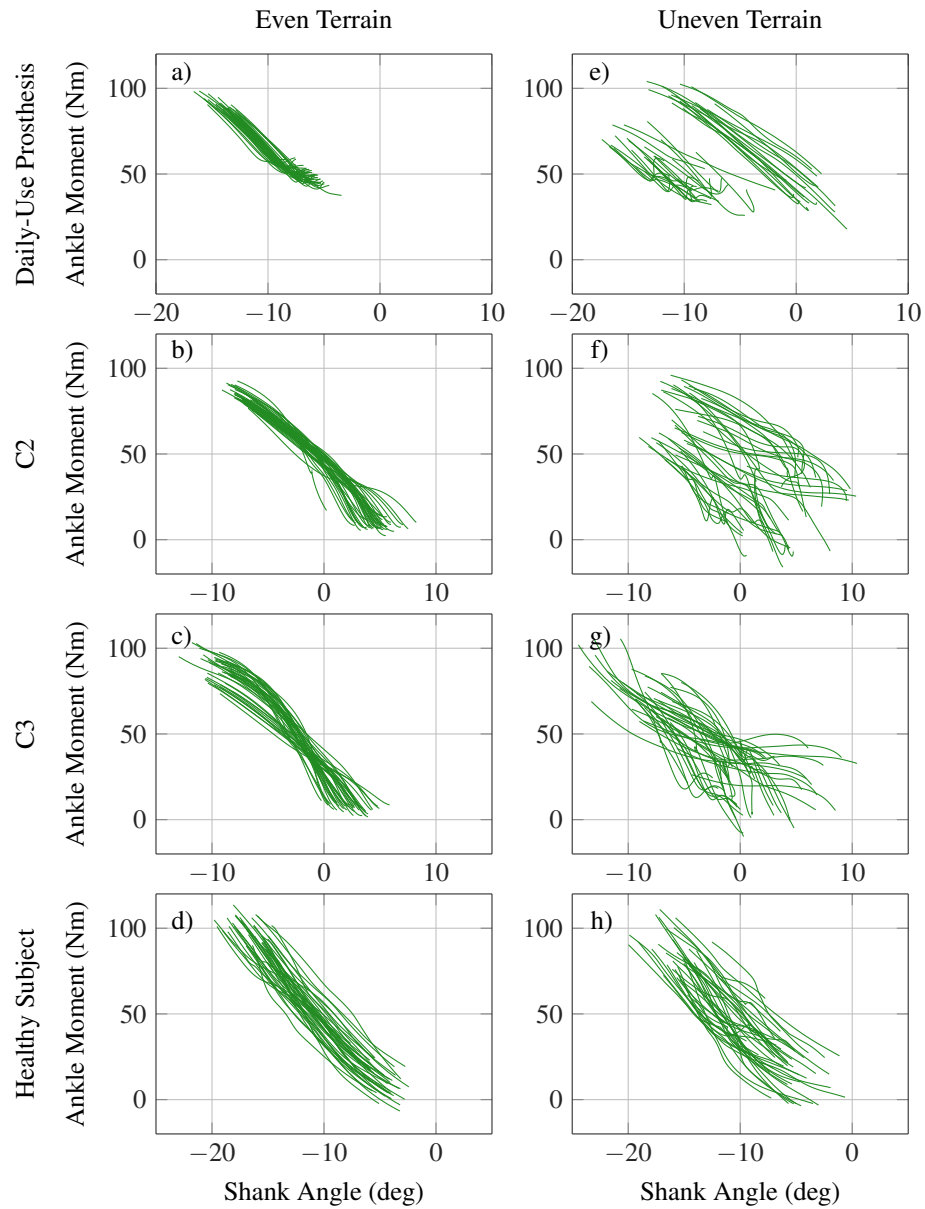 Even Terrain Uneven Terrain
Daily-Use Prosthesis
Ankle Moment (Nm)
a)
100
50
0
−20 −10 0 10
e)
100
50
0
−20 −10 0 10
C2
Ankle Moment (Nm)
b)
100
50
0
−10 0 10
f)
100
50
0
−10 0 10
C3
Ankle Moment (Nm)
c)
100
50
0
−10 0 10
g)
100
50
0
−10 0 10
Healthy Subject
Ankle Moment (Nm)
d)
100
50
0
−20 −10 0
Shank Angle (deg)
h)
100
50
0
−20 −10 0
Shank Angle (deg)